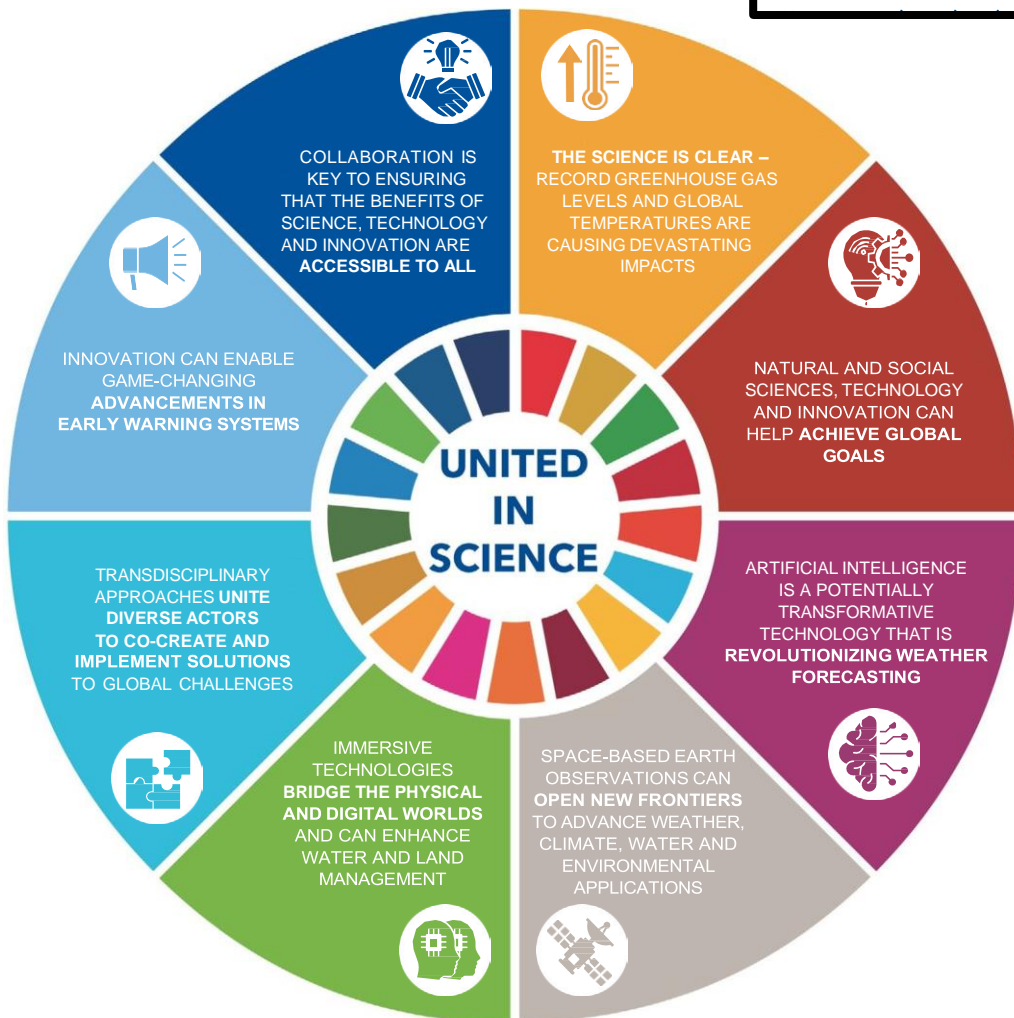 COLLABORATION IS
KEY TO ENSURING
THAT THE BENEFITS OF
SCIENCE, TECHNOLOGY
AND INNOVATION ARE
ACCESSIBLE TO ALL
THE SCIENCE IS CLEAR –
RECORD GREENHOUSE GAS
LEVELS AND GLOBAL
TEMPERATURES ARE
CAUSING DEVASTATING
IMPACTS
NATURAL AND SOCIAL
SCIENCES, TECHNOLOGY
AND INNOVATION CAN
HELP ACHIEVE GLOBAL
GOALS
ARTIFICIAL INTELLIGENCE
IS A POTENTIALLY
TRANSFORMATIVE
TECHNOLOGY THAT IS
REVOLUTIONIZING WEATHER
FORECASTING
SPACE-BASED EARTH
OBSERVATIONS CAN
OPEN NEW FRONTIERS
TO ADVANCE WEATHER,
CLIMATE, WATER AND
ENVIRONMENTAL
APPLICATIONS
IMMERSIVE
TECHNOLOGIES
BRIDGE THE PHYSICAL
AND DIGITAL WORLDS
AND CAN ENHANCE
WATER AND LAND
MANAGEMENT
TRANSDISCIPLINARY
APPROACHES UNITE
DIVERSE ACTORS
TO CO-CREATE AND
IMPLEMENT SOLUTIONS
TO GLOBAL CHALLENGES
INNOVATION CAN ENABLE
GAME-CHANGING
ADVANCEMENTS IN
EARLY WARNING SYSTEMS
UNITED
IN
SCIENCE